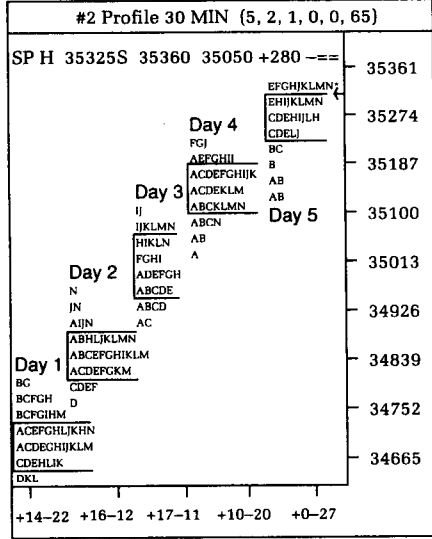 #2 Profile 30 MIN (5, 2, 1, 0, 0, 65)
SP H 35325S 35360 35050 +280 -==
35361
EFGHJKLMN:
EHIJKLMN
35274
CDEHIJLH
CDELJ
BC
B
AB
AB
Day 5
Day 4
FGJ
AEFGHII
35187
ACDEFGHIJK
ACDEKLM
ABCKLMN
35100
ABCN
AB
A
Day 3
IJ
IJKLMN
HIKLN
FGHI
35013
ADEFGH
ABCDE
ABCD
AC
Day 2
N
JN
34926
AIJN
ABHLJKLMN
ABCEFGHIKLM
34839
ACDEFGKM
CDEF
D
Day 1
BG
BCFGH
BCFGIHM
34752
ACEFGHLJKHN
ACDEGHIJKLM
CDEHLIK
34665
DKL
+14-22 +16-12 +17-11 +10-20 +0-27